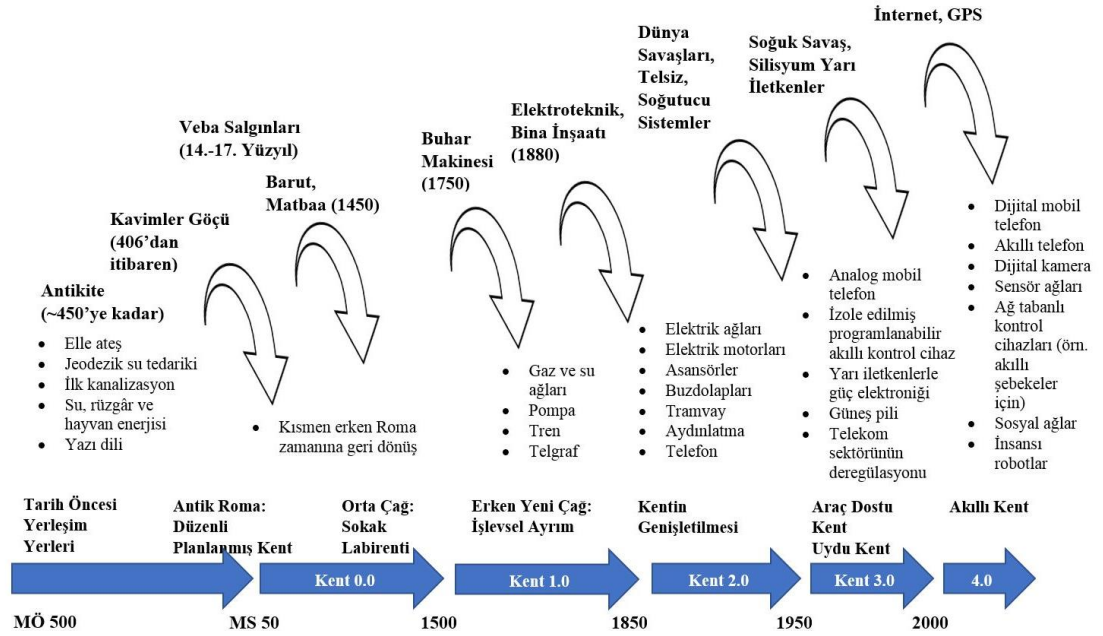 İnternet, GPS
Dünya
Savaşları,
Telsiz,
Soğutucu
Sistemler
Soğuk Savaş,
Silisyum Yarı
İletkenler
Elektroteknik,
Bina İnşaatı
(1880)
Buhar
Makinesi
(1750)
Veba Salgınları
(14.-17. Yüzyıl)
Barut,
Matbaa (1450)
Kavimler Göçü
(406’dan
itibaren)
Antikite
(~450’ye kadar)
• Elle ateş
• Jeodezik su tedariki
• İlk kanalizasyon
• Su, rüzgâr ve
hayvan enerjisi
• Yazı dili
• Kısmen erken Roma
zamanına geri dönüş
• Gaz ve su
ağları
• Pompa
• Tren
• Telgraf
• Elektrik ağları
• Elektrik motorları
• Asansörler
• Buzdolapları
• Tramvay
• Aydınlatma
• Telefon
• Analog mobil
telefon
• İzole edilmiş
programlanabilir
akıllı kontrol cihaz
• Yarı iletkenlerle
güç elektroniği
• Güneş pili
• Telekom
sektörünün
deregülasyonu
• Dijital mobil
telefon
• Akıllı telefon
• Dijital kamera
• Sensör ağları
• Ağ tabanlı
kontrol
cihazları (örn.
akıllı
şebekeler
için)
• Sosyal ağlar
• İnsansı
robotlar
Tarih Öncesi
Yerleşim
Yerleri
Antik Roma:
Düzenli
Planlanmış Kent
Orta Çağ:
Sokak
Labirenti
Erken Yeni Çağ:
İşlevsel Ayrım
Kentin
Genişletilmesi
Araç Dostu
Kent
Uydu Kent
Akıllı Kent
Kent 0.0
Kent 1.0
Kent 2.0
Kent 3.0
4.0
MÖ 500
MS 50
1500
1850
1950
2000